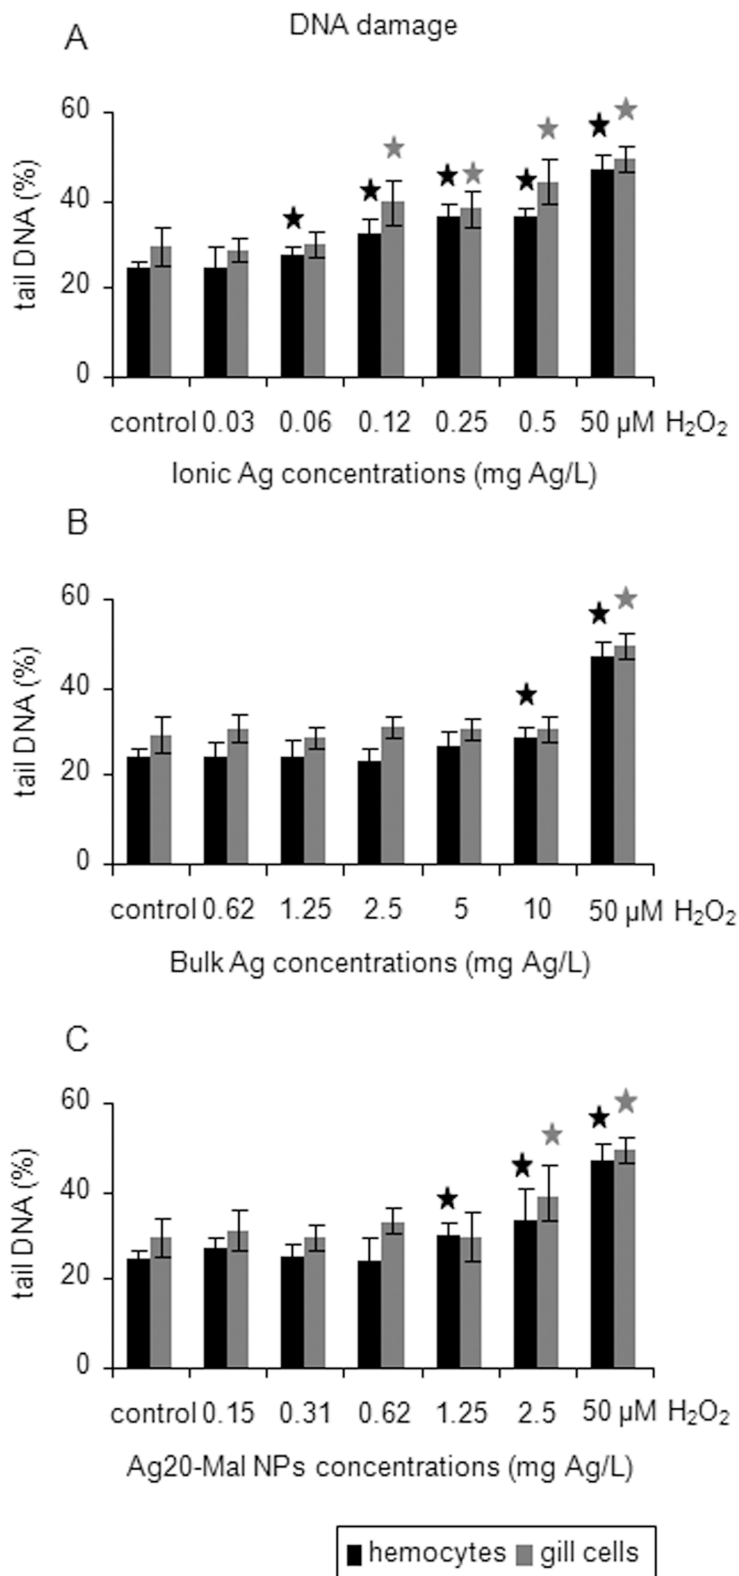 DNA damage
A
60
40
20
0
tail DNA (%)
control 0.03 0.06 0.12 0.25 0.5 50 µM H₂O₂
Ionic Ag concentrations (mg Ag/L)
B
60
40
20
0
tail DNA (%)
control 0.62 1.25 2.5 5 10 50 µM H₂O₂
Bulk Ag concentrations (mg Ag/L)
C
60
40
20
0
tail DNA (%)
control 0.15 0.31 0.62 1.25 2.5 50 µM H₂O₂
Ag20-Mal NPs concentrations (mg Ag/L)
hemocytes gill cells